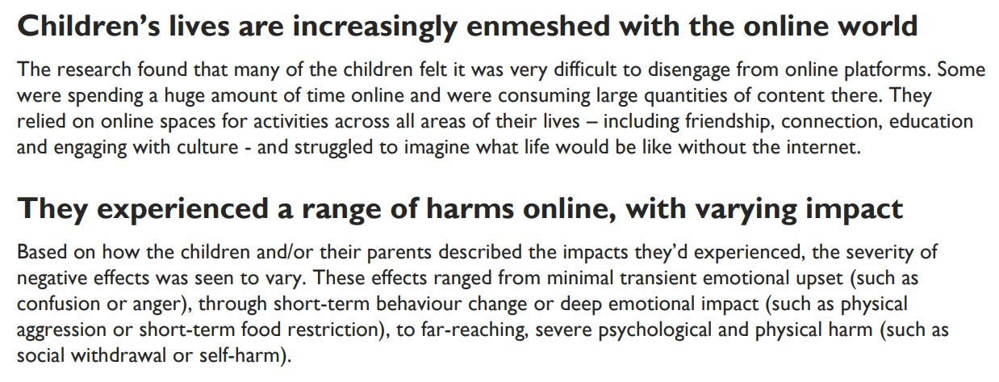 Children’s lives are increasingly enmeshed with the online world
The research found that many of the children felt it was very difficult to disengage from online platforms. Some
were spending a huge amount of time online and were consuming large quantities of content there. They
relied on online spaces for activities across all areas of their lives – including friendship, connection, education
and engaging with culture - and struggled to imagine what life would be like without the internet.
They experienced a range of harms online, with varying impact
Based on how the children and/or their parents described the impacts they’d experienced, the severity of
negative effects was seen to vary. These effects ranged from minimal transient emotional upset (such as
confusion or anger), through short-term behaviour change or deep emotional impact (such as physical
aggression or short-term food restriction), to far-reaching, severe psychological and physical harm (such as
social withdrawal or self-harm).